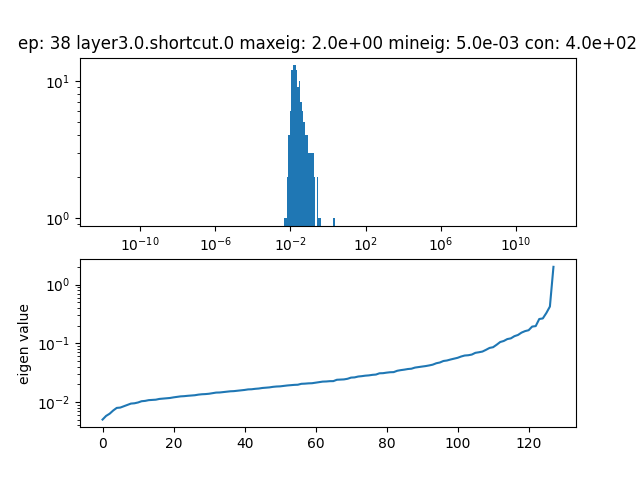 ep: 38 layer3.0.shortcut.0 maxeig: 2.0e+00 mineig: 5.0e-03 con: 4.0e+02
10¹
10⁰
10⁻¹⁰ 10⁻⁶ 10⁻² 10² 10⁶ 10¹⁰
eigen value
10⁰
10⁻¹
10⁻²
0 20 40 60 80 100 120